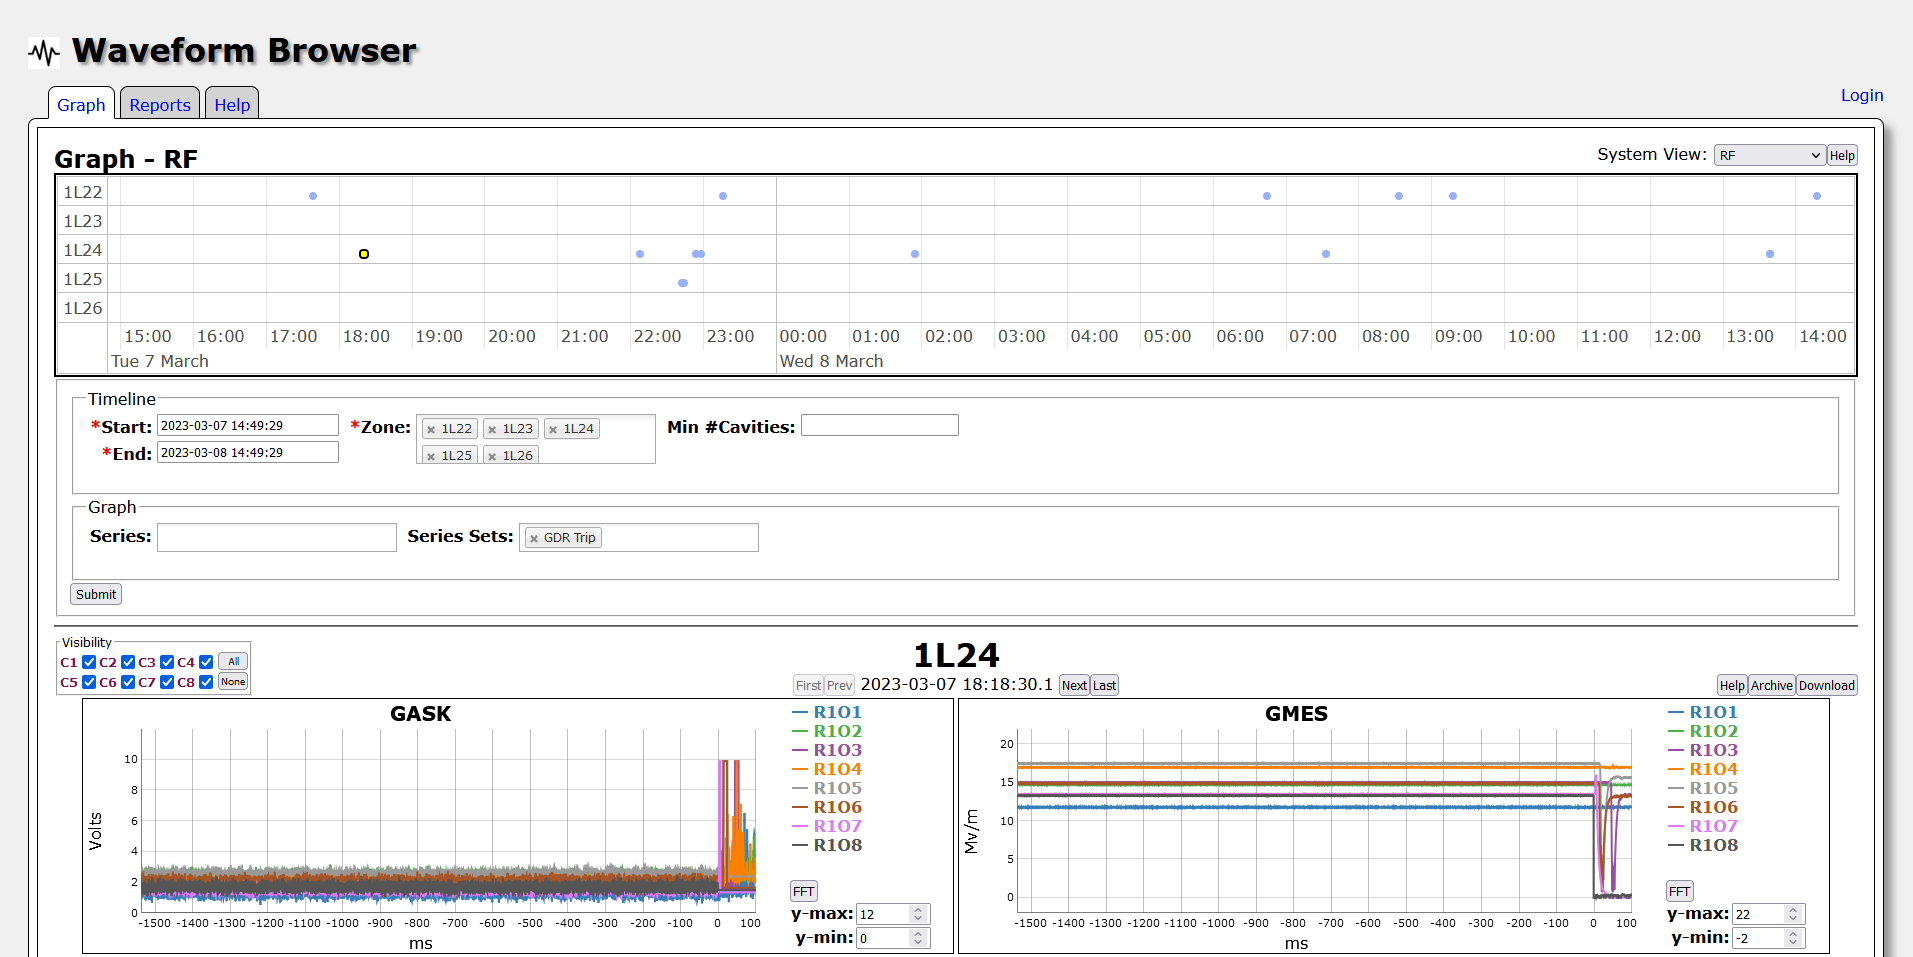 Waveform Browser
Graph Reports Help
Login
Graph - RF
System View: RF Help
1L22
1L23
1L24
1L25
1L26
15:00 16:00 17:00 18:00 19:00 20:00 21:00 22:00 23:00 00:00 01:00 02:00 03:00 04:00 05:00 06:00 07:00 08:00 09:00 10:00 11:00 12:00 13:00 14:00
Tue 7 March Wed 8 March
Timeline
*Start: 2023-03-07 14:49:29 *Zone: × 1L22 × 1L23 × 1L24 Min #Cavities:
*End: 2023-03-08 14:49:29 × 1L25 × 1L26
Graph
Series: Series Sets: × GDR Trip
Submit
Visibility
C1 C2 C3 C4 All
C5 C6 C7 C8 None
1L24
First Prev 2023-03-07 18:18:30.1 Next Last
Help Archive Download
GASK
Volts
10
8
6
4
2
0
-1500 -1400 -1300 -1200 -1100 -1000 -900 -800 -700 -600 -500 -400 -300 -200 -100 0 100
ms
R1O1
R1O2
R1O3
R1O4
R1O5
R1O6
R1O7
R1O8
FFT
y-max: 12
y-min: 0
GMES
Mv/m
20
15
10
5
0
-1500 -1400 -1300 -1200 -1100 -1000 -900 -800 -700 -600 -500 -400 -300 -200 -100 0 100
ms
R1O1
R1O2
R1O3
R1O4
R1O5
R1O6
R1O7
R1O8
FFT
y-max: 22
y-min: -2